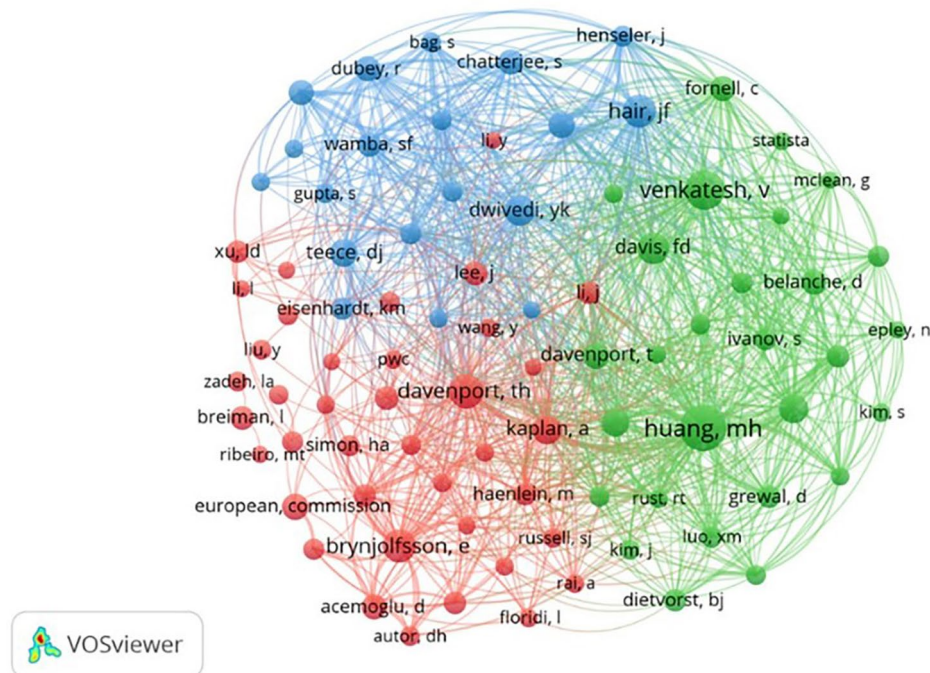 henseler, j
bag, s
chatterjee, s
dubey, r
fornell, c
hair, jf
li, y
statista
wamba, sf
mclean, g
venkatesh, v
gupta, s
dwivedi, yk
davis, fd
xu, ld
teece, dj
lee, j
belanche, d
li, l
li, j
eisenhardt, km
wang, y
epley, n
ivanov, s
liu, y
davenport, t
pwc
zadeh, la
davenport, th
kim, s
breiman, l
kaplan, a
huang, mh
simon, ha
ribeiro, mt
haenlein, m
rust, rt
grewal, d
european, commission
russell, sj
luo, xm
brynjolfsson, e
kim, j
rai, a
dietvorst, bj
acemoglu, d
floridi, l
autor, dh
VOSviewer